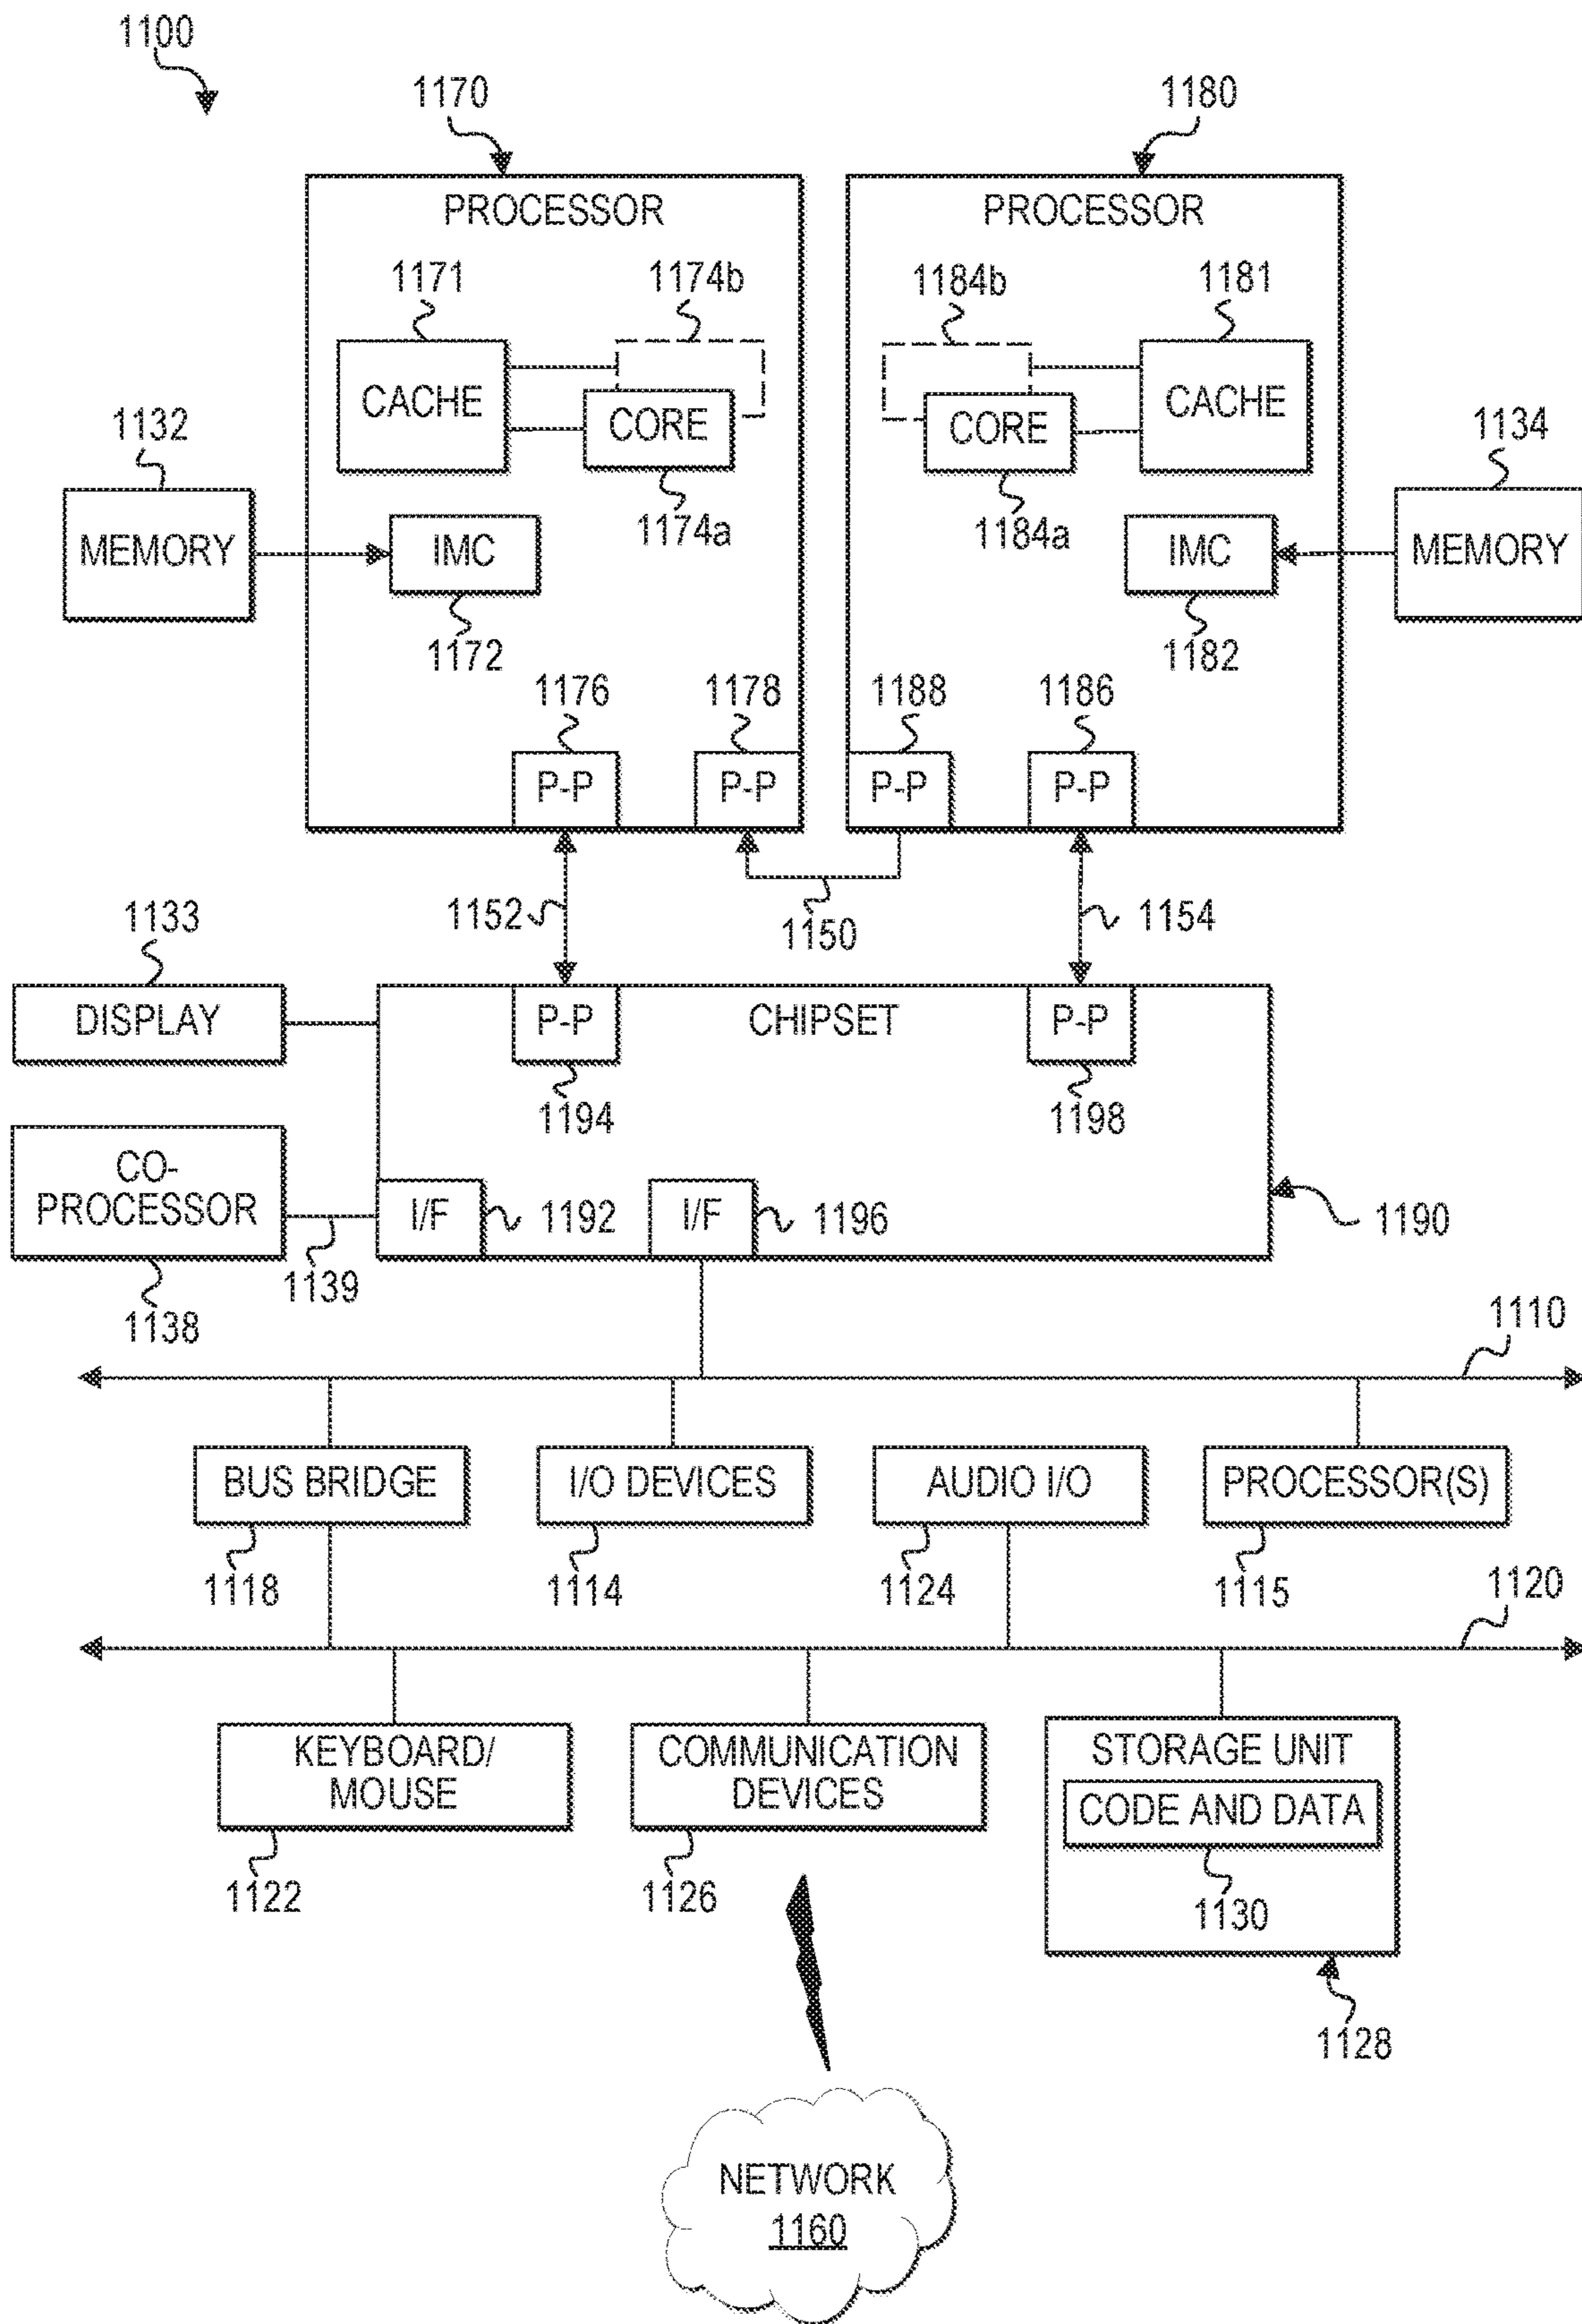 1100
1170
1180
PROCESSOR
PROCESSOR
1171
1174b
1184b
1181
CACHE
CORE
CORE
CACHE
1132
1134
1174a
1184a
MEMORY
IMC
IMC
MEMORY
1172
1182
1176
1178
1188
1186
P-P
P-P
P-P
P-P
1152
1150
1154
1133
DISPLAY
P-P
CHIPSET
P-P
1194
1198
CO-
PROCESSOR
I/F
1192
I/F
1196
1190
1139
1138
1110
BUS BRIDGE
I/O DEVICES
AUDIO I/O
PROCESSOR(S)
1118
1114
1124
1115
1120
KEYBOARD/
MOUSE
COMMUNICATION
DEVICES
STORAGE UNIT
CODE AND DATA
1122
1126
1130
1128
NETWORK
1160